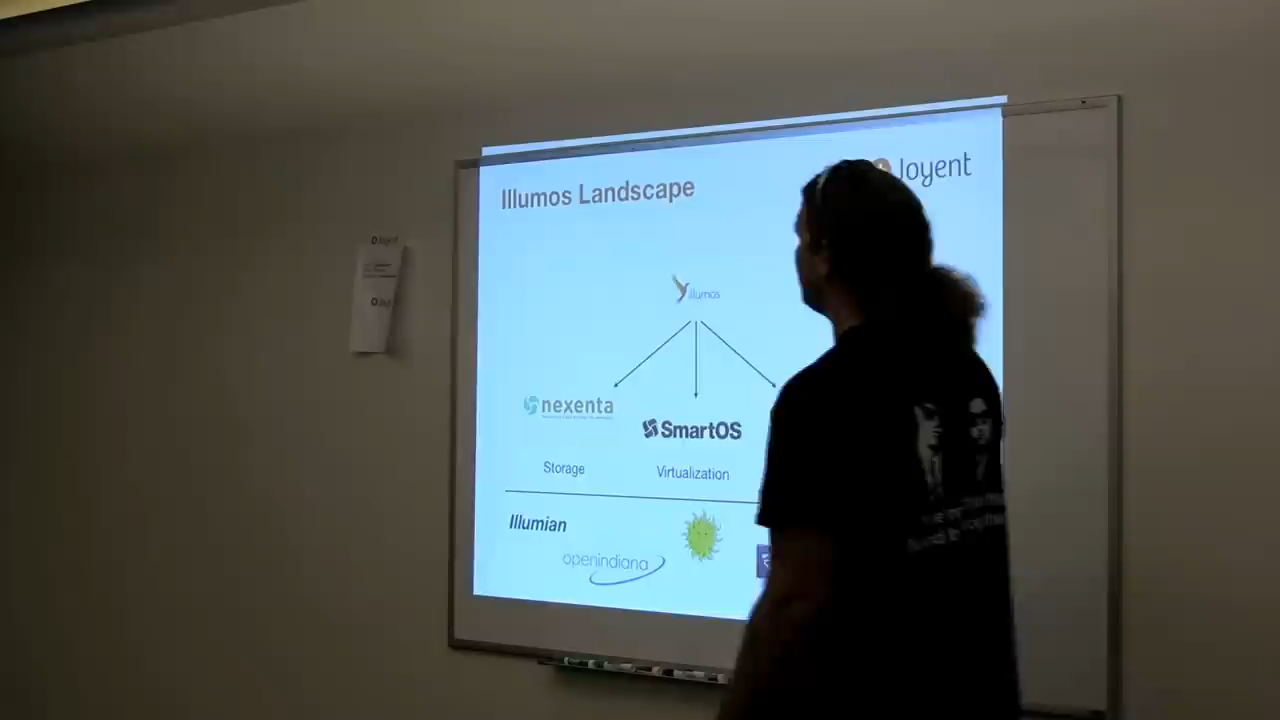 Illumos Landscape
Joyent
illumos
nexenta
SmartOS
Storage
Virtualization
Illumian
openindiana